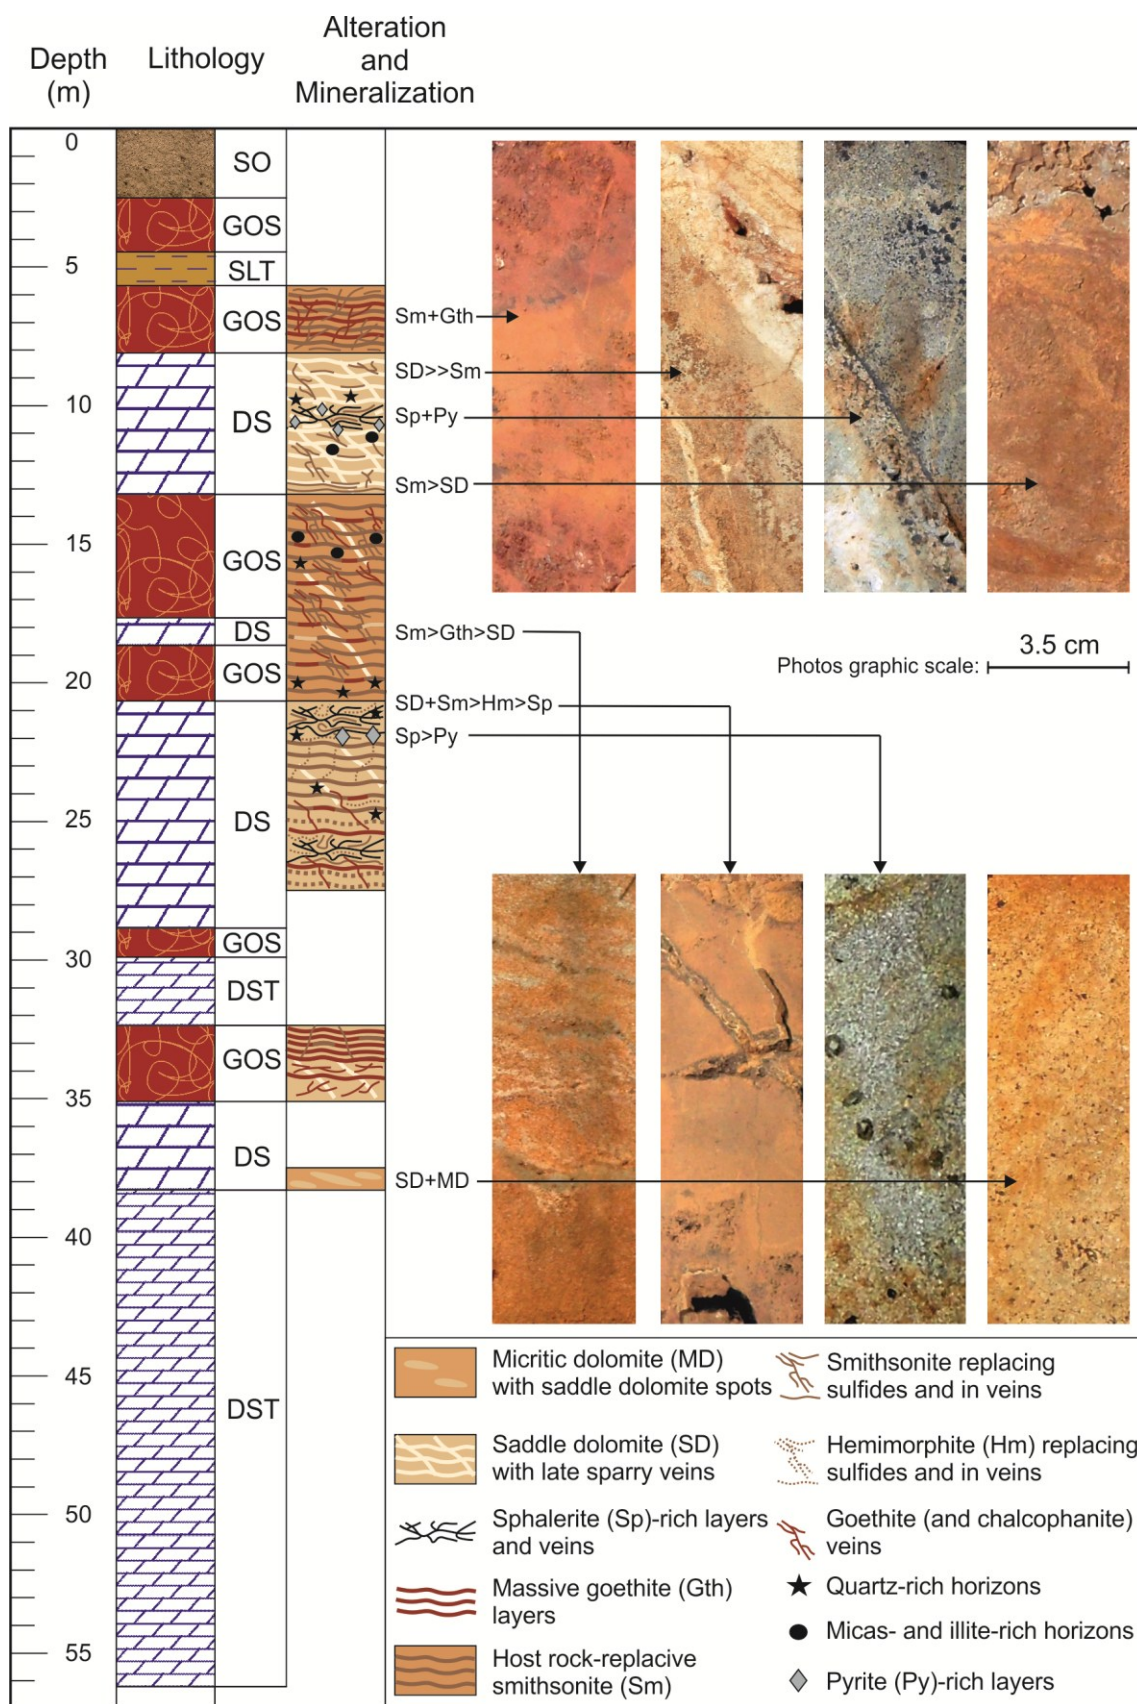 Depth
(m)
Lithology
Alteration
and
Mineralization
0
5
10
15
20
25
30
35
40
45
50
55
SO
GOS
SLT
GOS
DS
GOS
DS
GOS
DS
GOS
DST
GOS
DS
DST
Sm+Gth
SD>>Sm
Sp+Py
Sm>SD
Sm>Gth>SD
SD+Sm>Hm>Sp
Sp>Py
SD+MD
3.5 cm
Photos graphic scale:
Micritic dolomite (MD)
with saddle dolomite spots
Saddle dolomite (SD)
with late sparry veins
Sphalerite (Sp)-rich layers
and veins
Massive goethite (Gth)
layers
Host rock-replacive
smithsonite (Sm)
Smithsonite replacing
sulfides and in veins
Hemimorphite (Hm) replacing
sulfides and in veins
Goethite (and chalcophanite)
veins
Quartz-rich horizons
Micas- and illite-rich horizons
Pyrite (Py)-rich layers